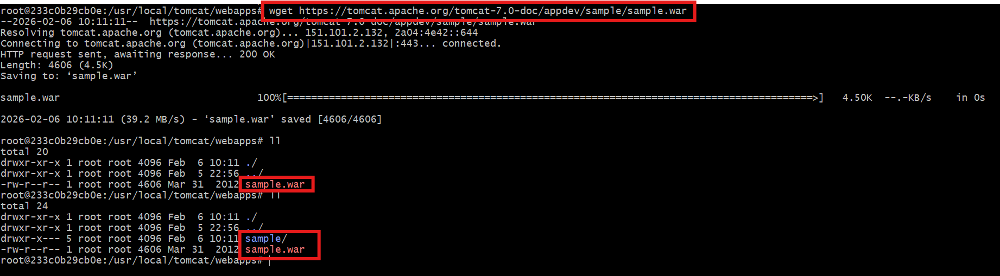 root@233c0b29cb0e:/usr/local/tomcat/webapps# wget https://tomcat.apache.org/tomcat-7.0-doc/appdev/sample/sample.war
--2026-02-06 10:11:11--  https://tomcat.apache.org/tomcat-7.0-doc/appdev/sample/sample.war
Resolving tomcat.apache.org (tomcat.apache.org)... 151.101.2.132, 2a04:4e42::644
Connecting to tomcat.apache.org (tomcat.apache.org)|151.101.2.132|:443... connected.
HTTP request sent, awaiting response... 200 OK
Length: 4606 (4.5K)
Saving to: ‘sample.war’
sample.war 100%[========================================================================================>] 4.50K --.-KB/s in 0s
2026-02-06 10:11:11 (39.2 MB/s) - ‘sample.war’ saved [4606/4606]
root@233c0b29cb0e:/usr/local/tomcat/webapps# ll
total 20
drwxr-xr-x 1 root root 4096 Feb  6 10:11 ./
drwxr-xr-x 1 root root 4096 Feb  5 22:56 ../
-rw-r--r-- 1 root root 4606 Mar 31  2012 sample.war
root@233c0b29cb0e:/usr/local/tomcat/webapps# ll
total 24
drwxr-xr-x 1 root root 4096 Feb  6 10:11 ./
drwxr-xr-x 1 root root 4096 Feb  5 22:56 ../
drwxr-x--- 5 root root 4096 Feb  6 10:11 sample/
-rw-r--r-- 1 root root 4606 Mar 31  2012 sample.war
root@233c0b29cb0e:/usr/local/tomcat/webapps#